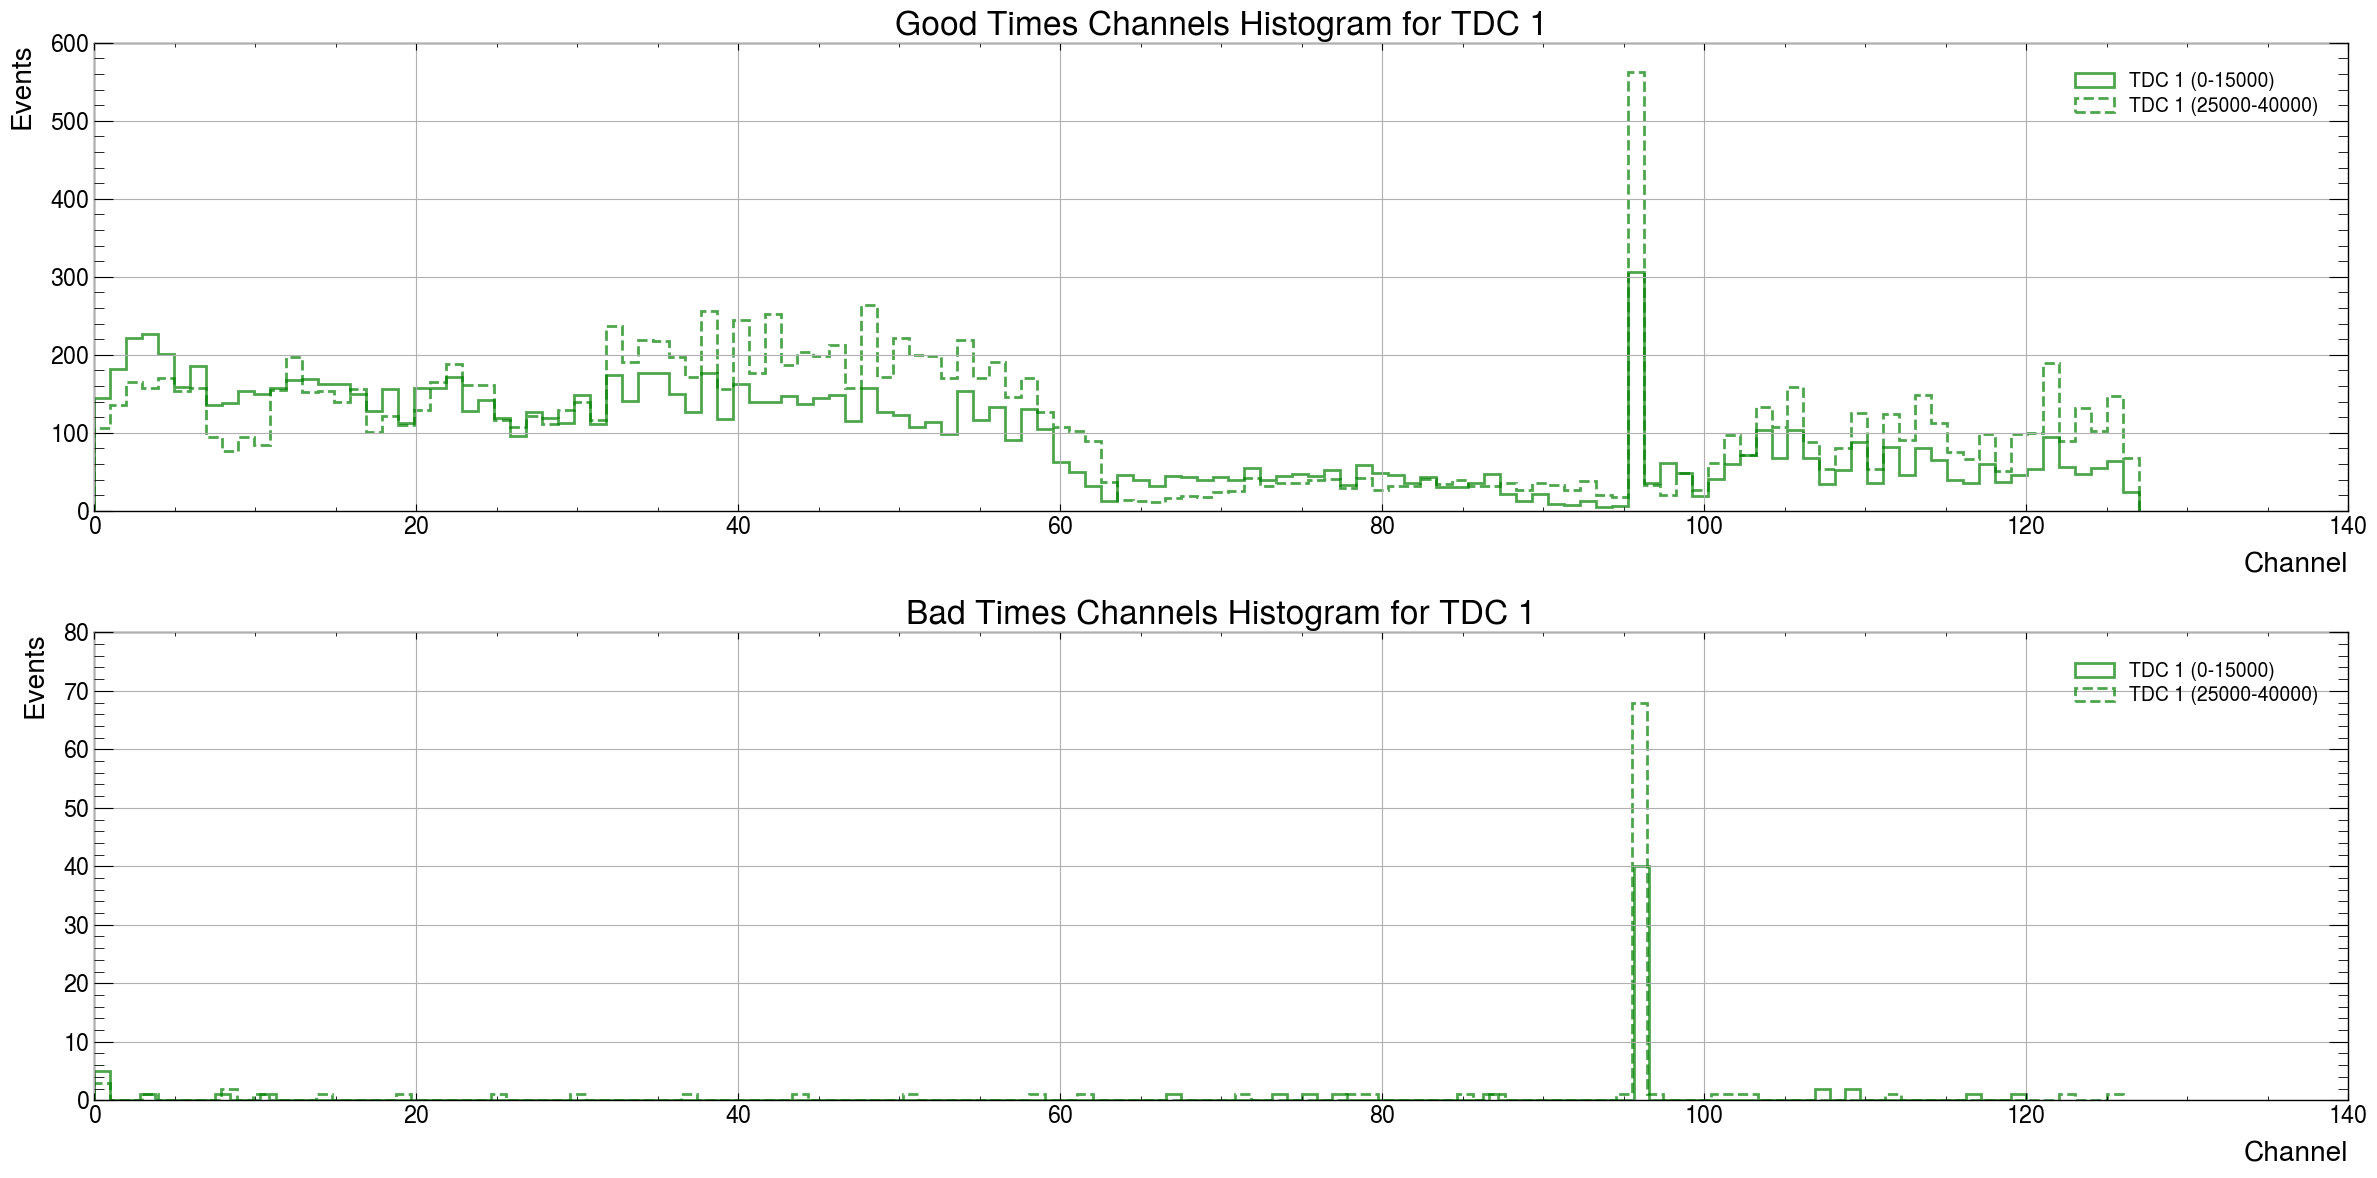 Good Times Channels Histogram for TDC 1
Events
600
500
400
300
200
100
0
TDC 1 (0-15000)
TDC 1 (25000-40000)
0 20 40 60 80 100 120 140
Channel
Bad Times Channels Histogram for TDC 1
Events
80
70
60
50
40
30
20
10
0
TDC 1 (0-15000)
TDC 1 (25000-40000)
0 20 40 60 80 100 120 140
Channel